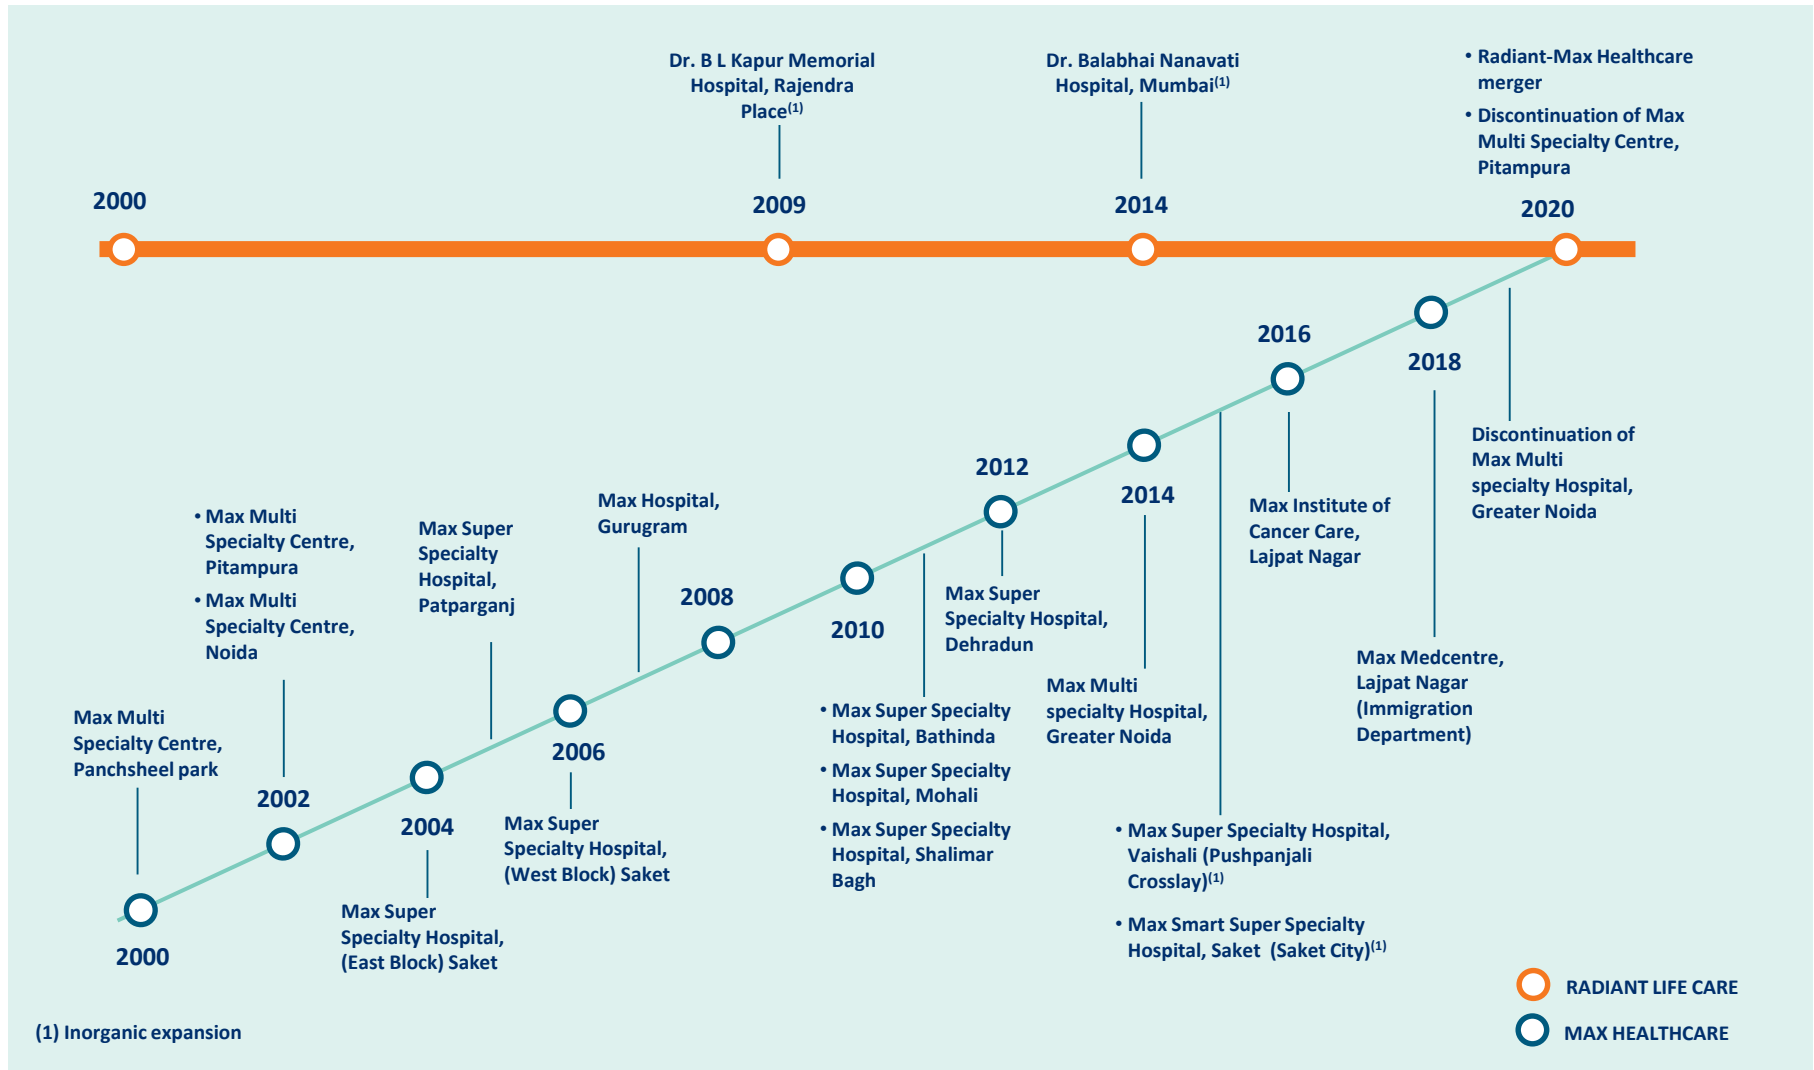 Dr. B L Kapur Memorial
Hospital, Rajendra
Place(1)
Dr. Balabhai Nanavati
Hospital, Mumbai(1)
• Radiant-Max Healthcare
merger
• Discontinuation of Max
Multi Specialty Centre,
Pitampura
2000
2009
2014
2020
2016
2018
Discontinuation of
Max Multi
specialty Hospital,
Greater Noida
2012
2014
Max Institute of
Cancer Care,
Lajpat Nagar
Max Hospital,
Gurugram
• Max Multi
Specialty Centre,
Pitampura
• Max Multi
Specialty Centre,
Noida
Max Super
Specialty
Hospital,
Patparganj
2008
2010
Max Super
Specialty Hospital,
Dehradun
Max Medcentre,
Lajpat Nagar
(Immigration
Department)
Max Multi
specialty Hospital,
Greater Noida
Max Multi
Specialty Centre,
Panchsheel park
• Max Super Specialty
Hospital, Bathinda
• Max Super Specialty
Hospital, Mohali
• Max Super Specialty
Hospital, Shalimar
Bagh
2006
2002
2004
Max Super
Specialty Hospital,
(West Block) Saket
• Max Super Specialty Hospital,
Vaishali (Pushpanjali
Crosslay)(1)
• Max Smart Super Specialty
Hospital, Saket (Saket City)(1)
Max Super
Specialty Hospital,
(East Block) Saket
2000
RADIANT LIFE CARE
MAX HEALTHCARE
(1) Inorganic expansion